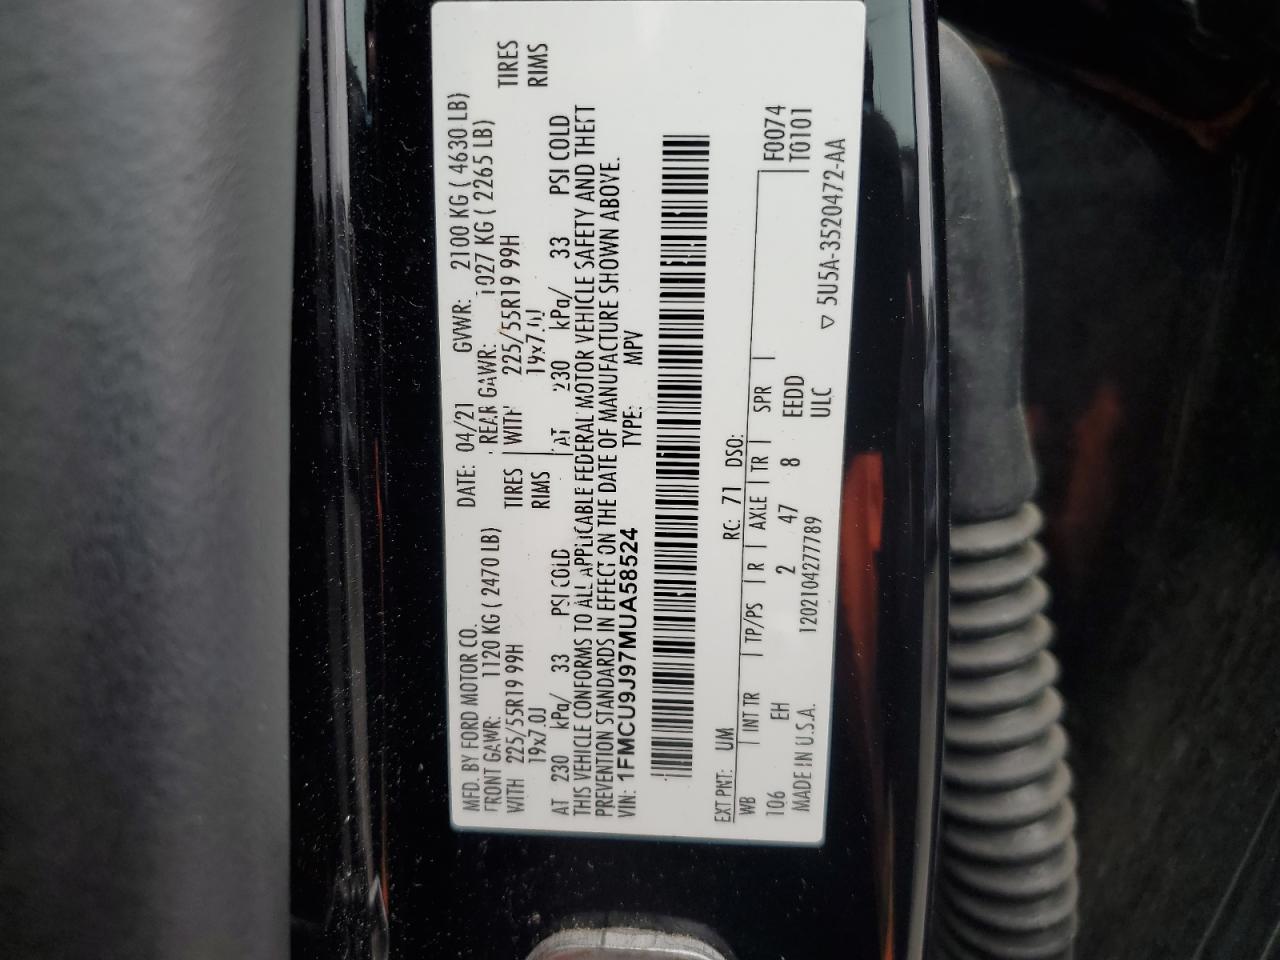 MFD. BY FORD MOTOR CO. DATE: 04/21 GVWR: 2100 KG ( 4630 LB)
FRONT GAWR: 1120 KG ( 2470 LB) REAR GAWR: 1027 KG ( 2265 LB)
WITH 225/55R19 99H TIRES WITH 225/55R19 99H TIRES
19x7.0J RIMS 19x7.0J RIMS
AT 230 kPa/ 33 PSI COLD AT 230 kPa/ 33 PSI COLD
THIS VEHICLE CONFORMS TO ALL APPLICABLE FEDERAL MOTOR VEHICLE SAFETY AND THEFT
PREVENTION STANDARDS IN EFFECT ON THE DATE OF MANUFACTURE SHOWN ABOVE.
VIN: 1FMCU9J97MUA58524 TYPE: MPV
EXT PNT: UM RC: 71 DSO:
WB INT TR TP/PS R AXLE TR SPR F0074
106 EH 2 47 8 EEDD T0101
MADE IN U.S.A. 1202104277789 ULC ▽ 5U5A-3520472-AA